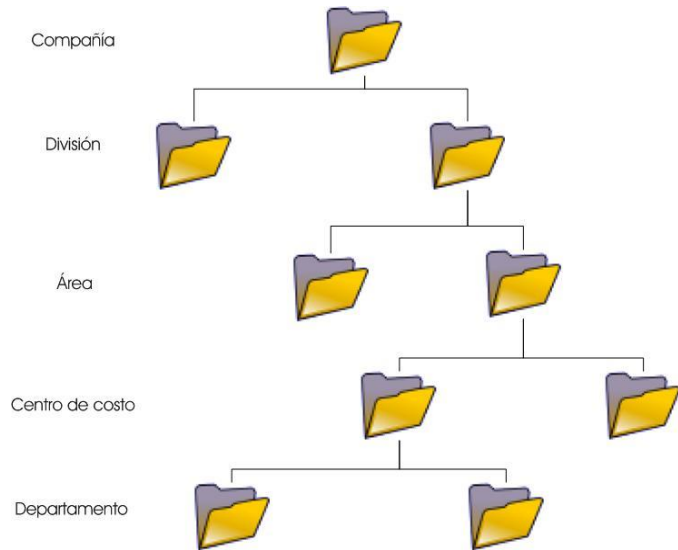 Compañía
División
Área
Centro de costo
Departamento